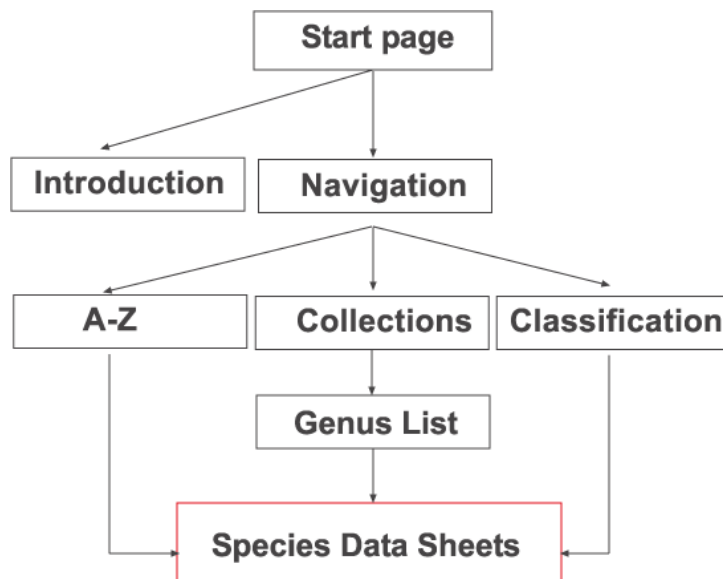 Start page
Introduction
Navigation
A-Z
Collections
Classification
Genus List
Species Data Sheets